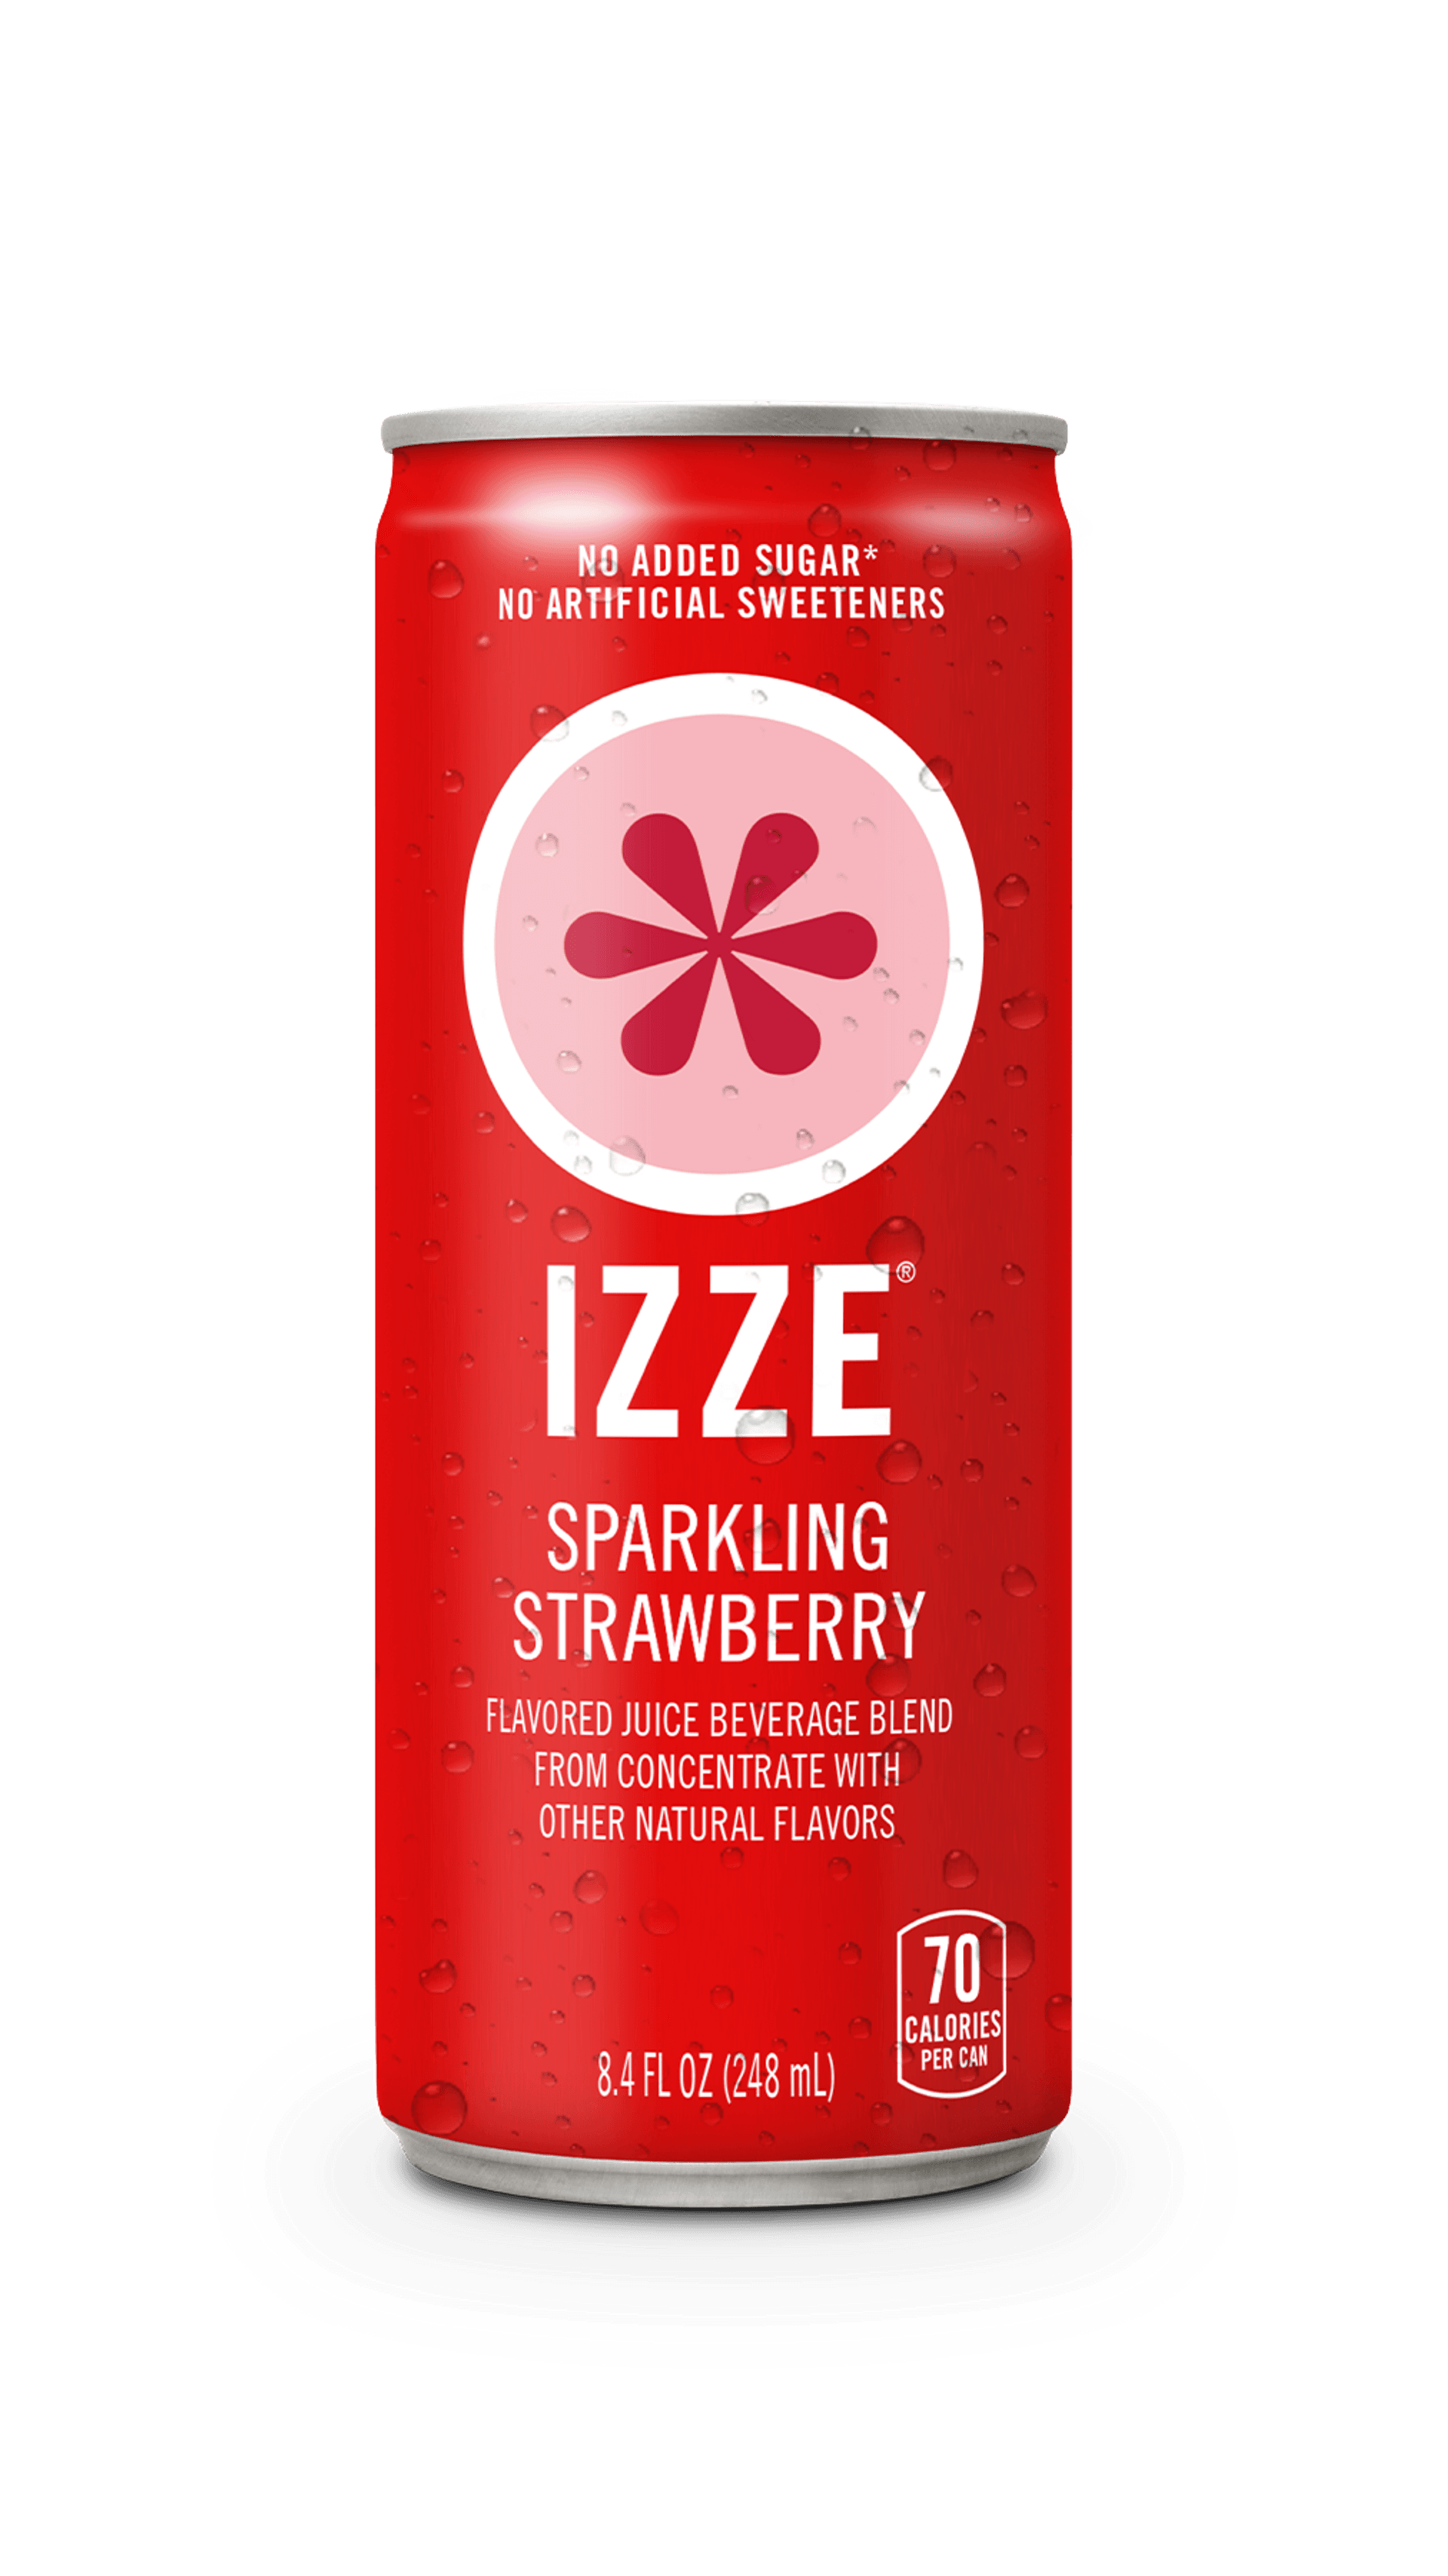 NO ADDED SUGAR*
NO ARTIFICIAL SWEETENERS
IZZE®
SPARKLING
STRAWBERRY
FLAVORED JUICE BEVERAGE BLEND
FROM CONCENTRATE WITH
OTHER NATURAL FLAVORS
70
CALORIES
PER CAN
8.4 FL OZ (248 mL)